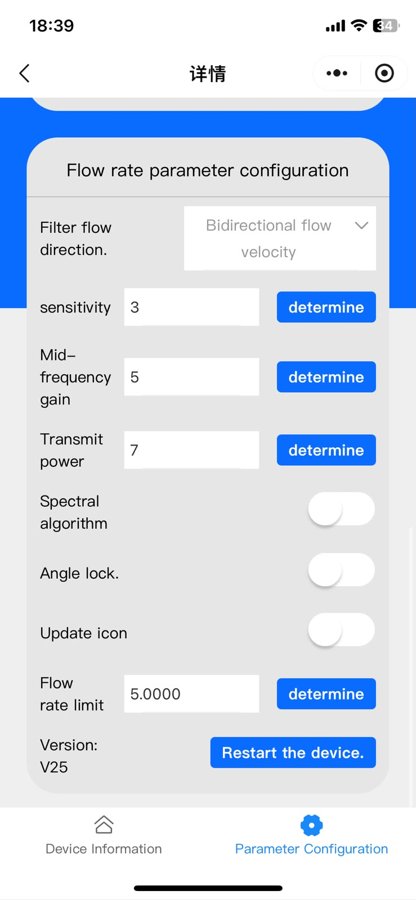 18:39
34
详情
Flow rate parameter configuration
Filter flow
direction.
Bidirectional flow
velocity
sensitivity 3 determine
Mid-
frequency
gain
5 determine
Transmit
power
7 determine
Spectral
algorithm
Angle lock.
Update icon
Flow
rate limit
5.0000 determine
Version:
V25
Restart the device.
Device Information Parameter Configuration